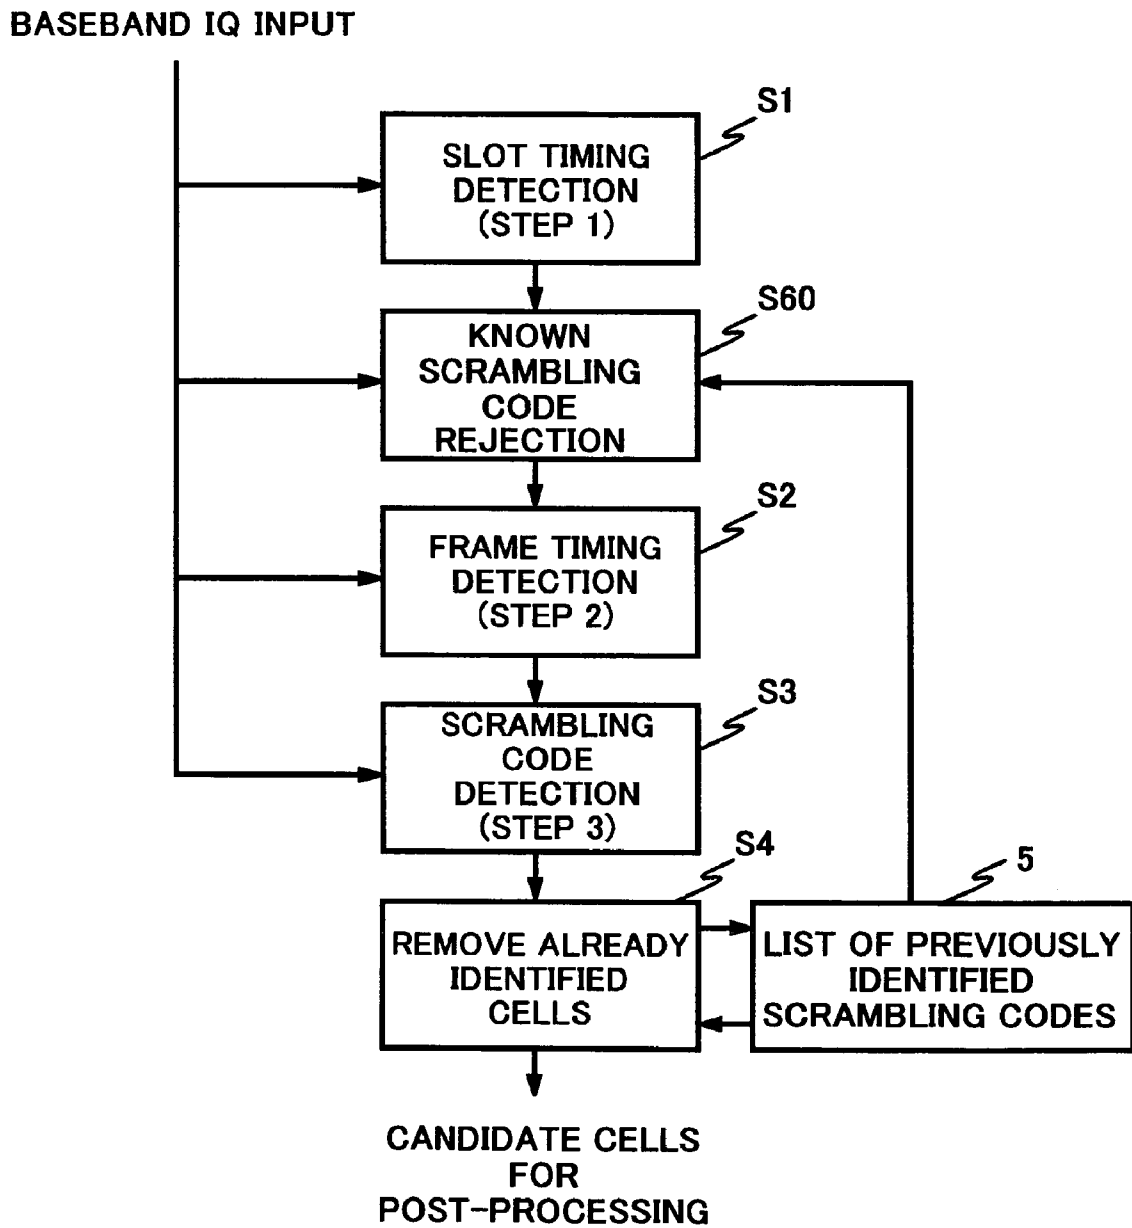 BASEBAND IQ INPUT
S1
SLOT TIMING
DETECTION
(STEP 1)
S60
KNOWN
SCRAMBLING
CODE
REJECTION
S2
FRAME TIMING
DETECTION
(STEP 2)
S3
SCRAMBLING
CODE
DETECTION
(STEP 3)
S4
REMOVE ALREADY
IDENTIFIED
CELLS
5
LIST OF PREVIOUSLY
IDENTIFIED
SCRAMBLING CODES
CANDIDATE CELLS
FOR
POST-PROCESSING